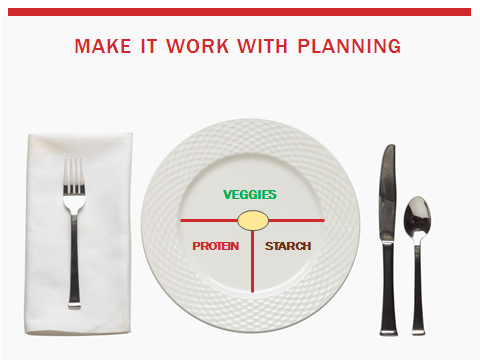 MAKE IT WORK WITH PLANNING
VEGGIES
PROTEIN STARCH